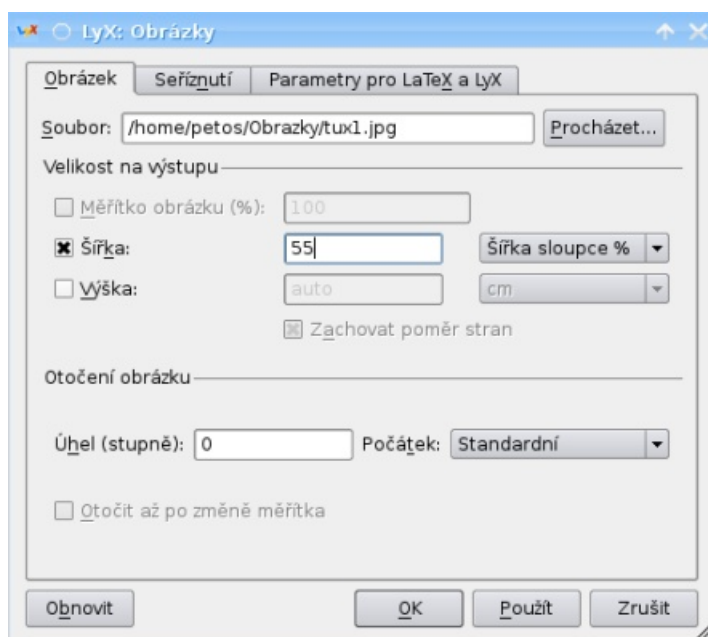 LyX: Obrázky
Obrázek Seříznutí Parametry pro LaTeX a LyX
Soubor: /home/petos/Obrazky/tux1.jpg Procházet...
Velikost na výstupu
Měřítko obrázku (%): 100
Šířka: 55 Šířka sloupce %
Výška: auto cm
Zachovat poměr stran
Otočení obrázku
Úhel (stupně): 0 Počátek: Standardní
Otočit až po změně měřítka
Obnovit OK Použít Zrušit